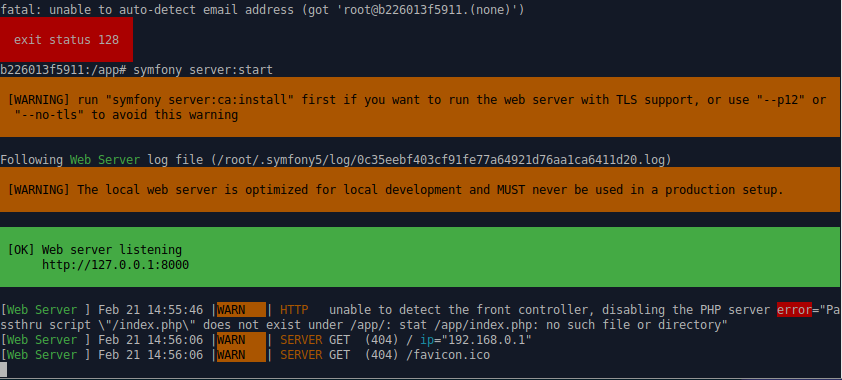 fatal: unable to auto-detect email address (got 'root@b226013f5911.(none)')
exit status 128
b226013f5911:/app# symfony server:start
[WARNING] run "symfony server:ca:install" first if you want to run the web server with TLS support, or use "--p12" or
"--no-tls" to avoid this warning
Following Web Server log file (/root/.symfony5/log/0c35eebf403cf91fe77a64921d76aa1ca6411d20.log)
[WARNING] The local web server is optimized for local development and MUST never be used in a production setup.
[OK] Web server listening
http://127.0.0.1:8000
[Web Server ] Feb 21 14:55:46 |WARN   | HTTP   unable to detect the front controller, disabling the PHP server error="Pa
ssthru script \"/index.php\" does not exist under /app/: stat /app/index.php: no such file or directory"
[Web Server ] Feb 21 14:56:06 |WARN   | SERVER GET  (404) / ip="192.168.0.1"
[Web Server ] Feb 21 14:56:06 |WARN   | SERVER GET  (404) /favicon.ico